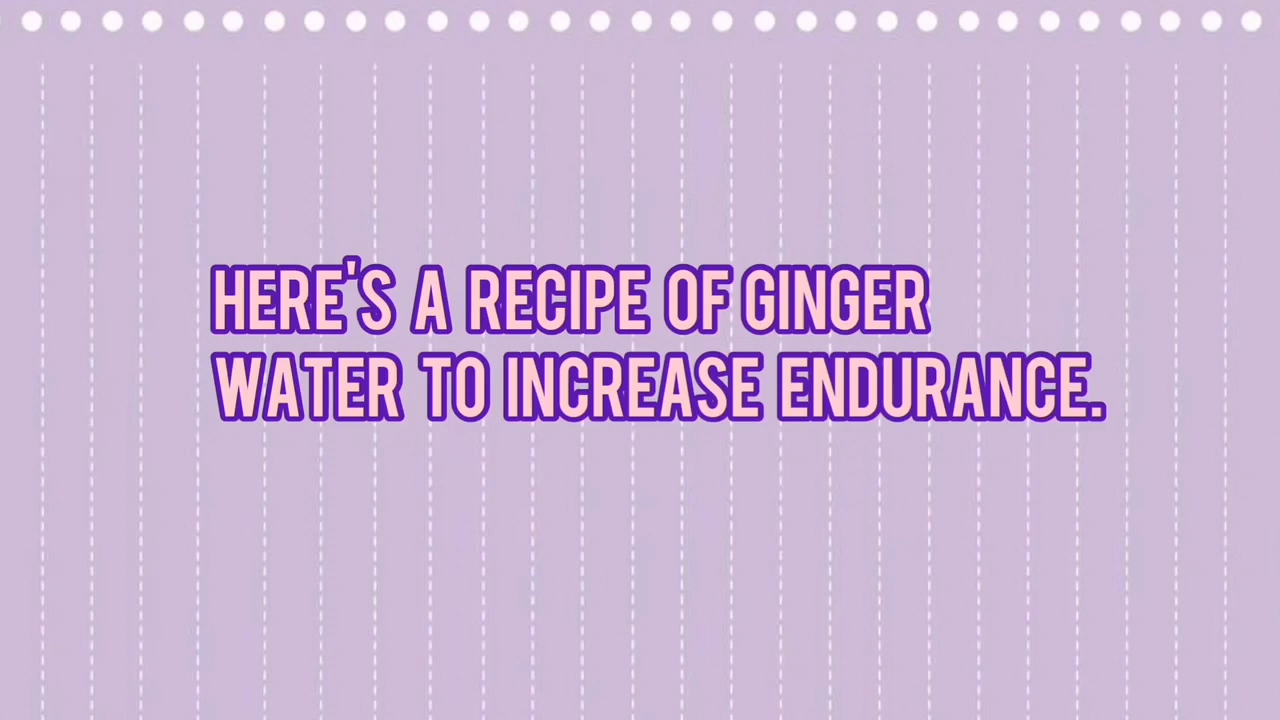 HERE'S A RECIPE OF GINGER
WATER TO INCREASE ENDURANCE.